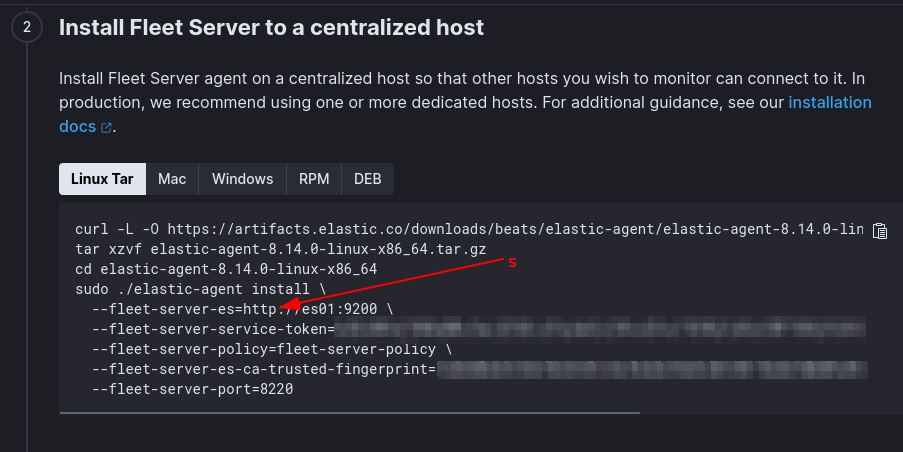 2
Install Fleet Server to a centralized host
Install Fleet Server agent on a centralized host so that other hosts you wish to monitor can connect to it. In
production, we recommend using one or more dedicated hosts. For additional guidance, see our installation
docs.
Linux Tar Mac Windows RPM DEB
curl -L -O https://artifacts.elastic.co/downloads/beats/elastic-agent/elastic-agent-8.14.0-lin
tar xzvf elastic-agent-8.14.0-linux-x86_64.tar.gz
cd elastic-agent-8.14.0-linux-x86_64
s
sudo ./elastic-agent install \
--fleet-server-es=http://es01:9200 \
--fleet-server-service-token=
--fleet-server-policy=fleet-server-policy \
--fleet-server-es-ca-trusted-fingerprint=
--fleet-server-port=8220